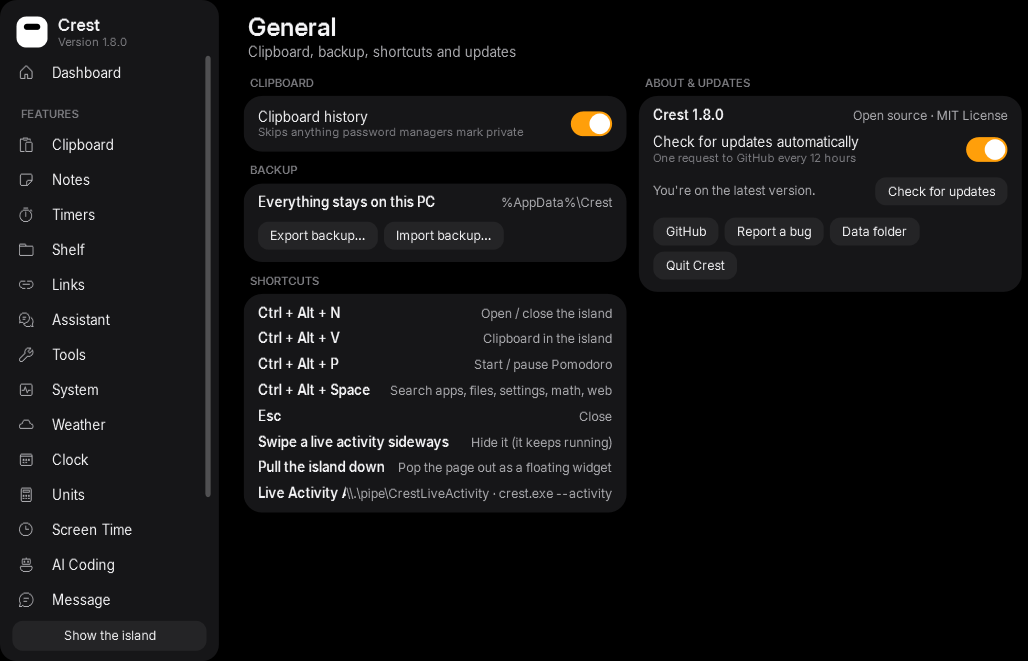 Crest
Version 1.8.0
Dashboard
FEATURES
Clipboard
Notes
Timers
Shelf
Links
Assistant
Tools
System
Weather
Clock
Units
Screen Time
AI Coding
Message
Show the island
General
Clipboard, backup, shortcuts and updates
CLIPBOARD
Clipboard history
Skips anything password managers mark private
BACKUP
Everything stays on this PC %AppData%\Crest
Export backup... Import backup...
SHORTCUTS
Ctrl + Alt + N Open / close the island
Ctrl + Alt + V Clipboard in the island
Ctrl + Alt + P Start / pause Pomodoro
Ctrl + Alt + Space Search apps, files, settings, math, web
Esc Close
Swipe a live activity sideways Hide it (it keeps running)
Pull the island down Pop the page out as a floating widget
Live Activity \\.\pipe\CrestLiveActivity · crest.exe --activity
ABOUT & UPDATES
Crest 1.8.0 Open source · MIT License
Check for updates automatically
One request to GitHub every 12 hours
You're on the latest version. Check for updates
GitHub Report a bug Data folder
Quit Crest